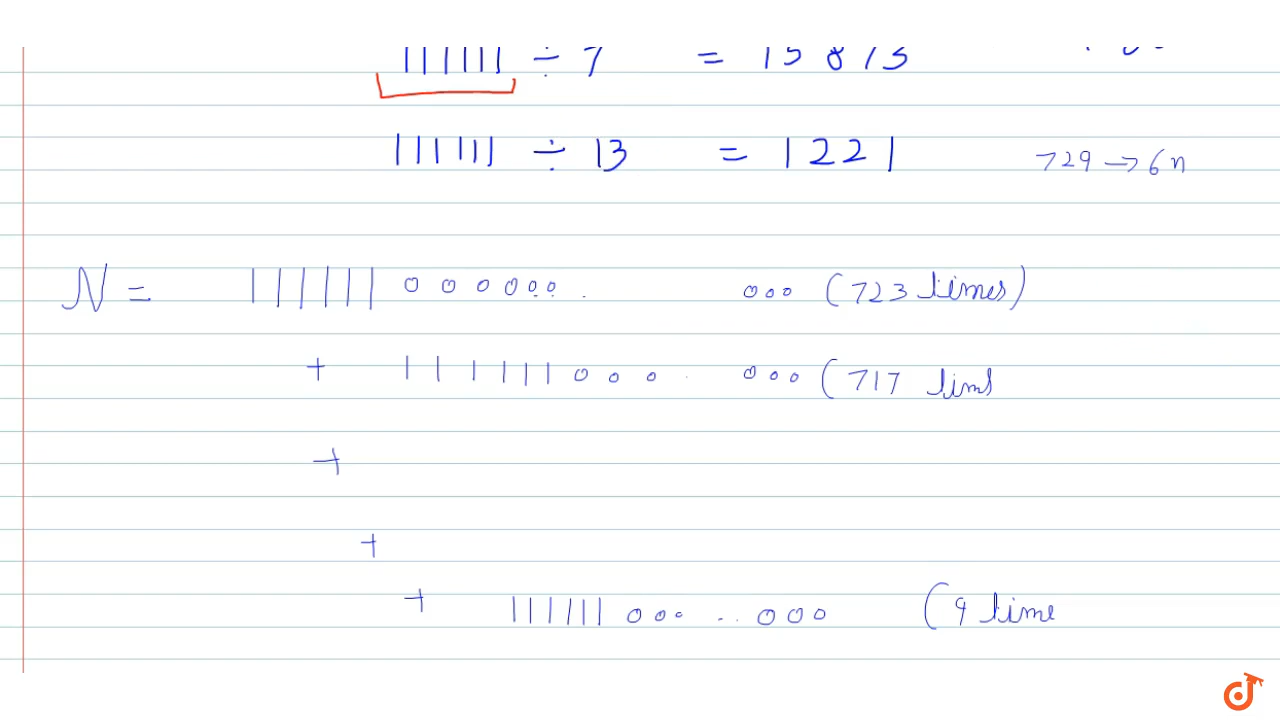 111111 ÷ 7 = 15873
111111 ÷ 13 = 1221
729 → 6n
N = 111111 000000 . 000 (723 times)
+ 111111 000 . 000 (717 tims
+
+
+ 111111 000 ... 000 (9 time